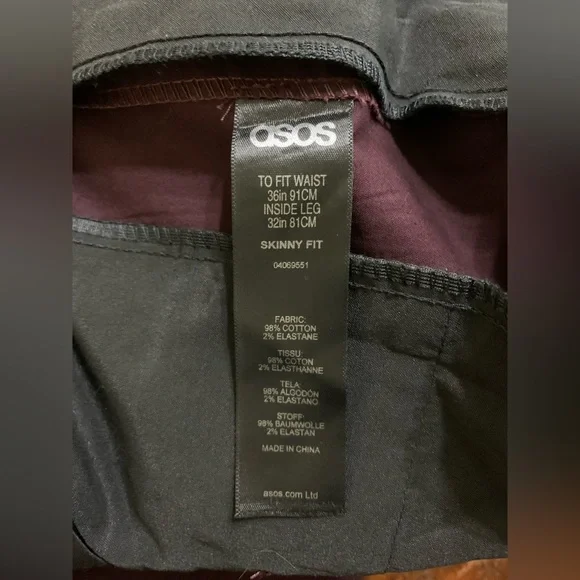 asos
TO FIT WAIST
36in 91CM
INSIDE LEG
32in 81CM
SKINNY FIT
04069551
FABRIC:
98% COTTON
2% ELASTANE
TISSU:
98% COTON
2% ELASTHANNE
TELA:
98% ALGODÓN
2% ELASTANO
STOFF:
98% BAUMWOLLE
2% ELASTAN
MADE IN CHINA
asos.com Ltd